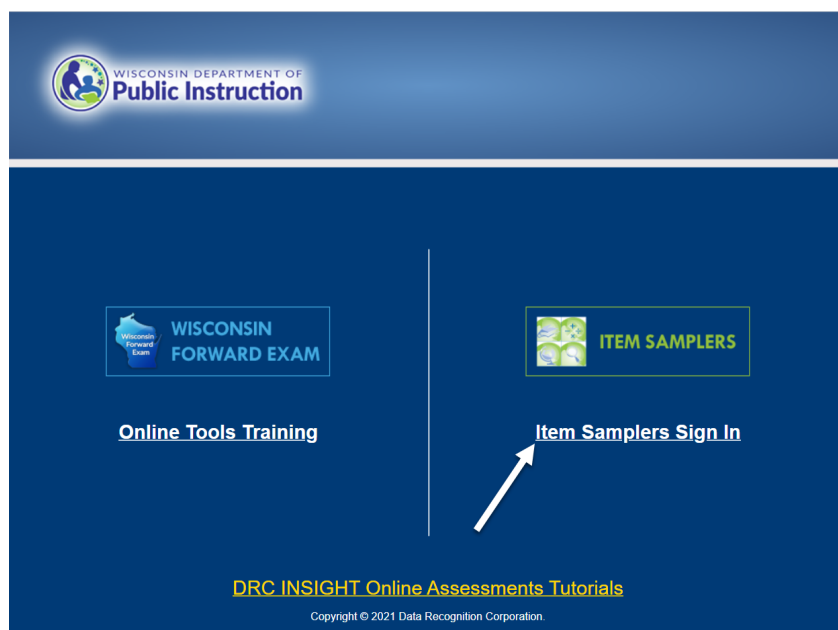 WISCONSIN DEPARTMENT OF
Public Instruction
Wisconsin
Forward
Exam
WISCONSIN
FORWARD EXAM
Online Tools Training
ITEM SAMPLERS
Item Samplers Sign In
DRC INSIGHT Online Assessments Tutorials
Copyright © 2021 Data Recognition Corporation.